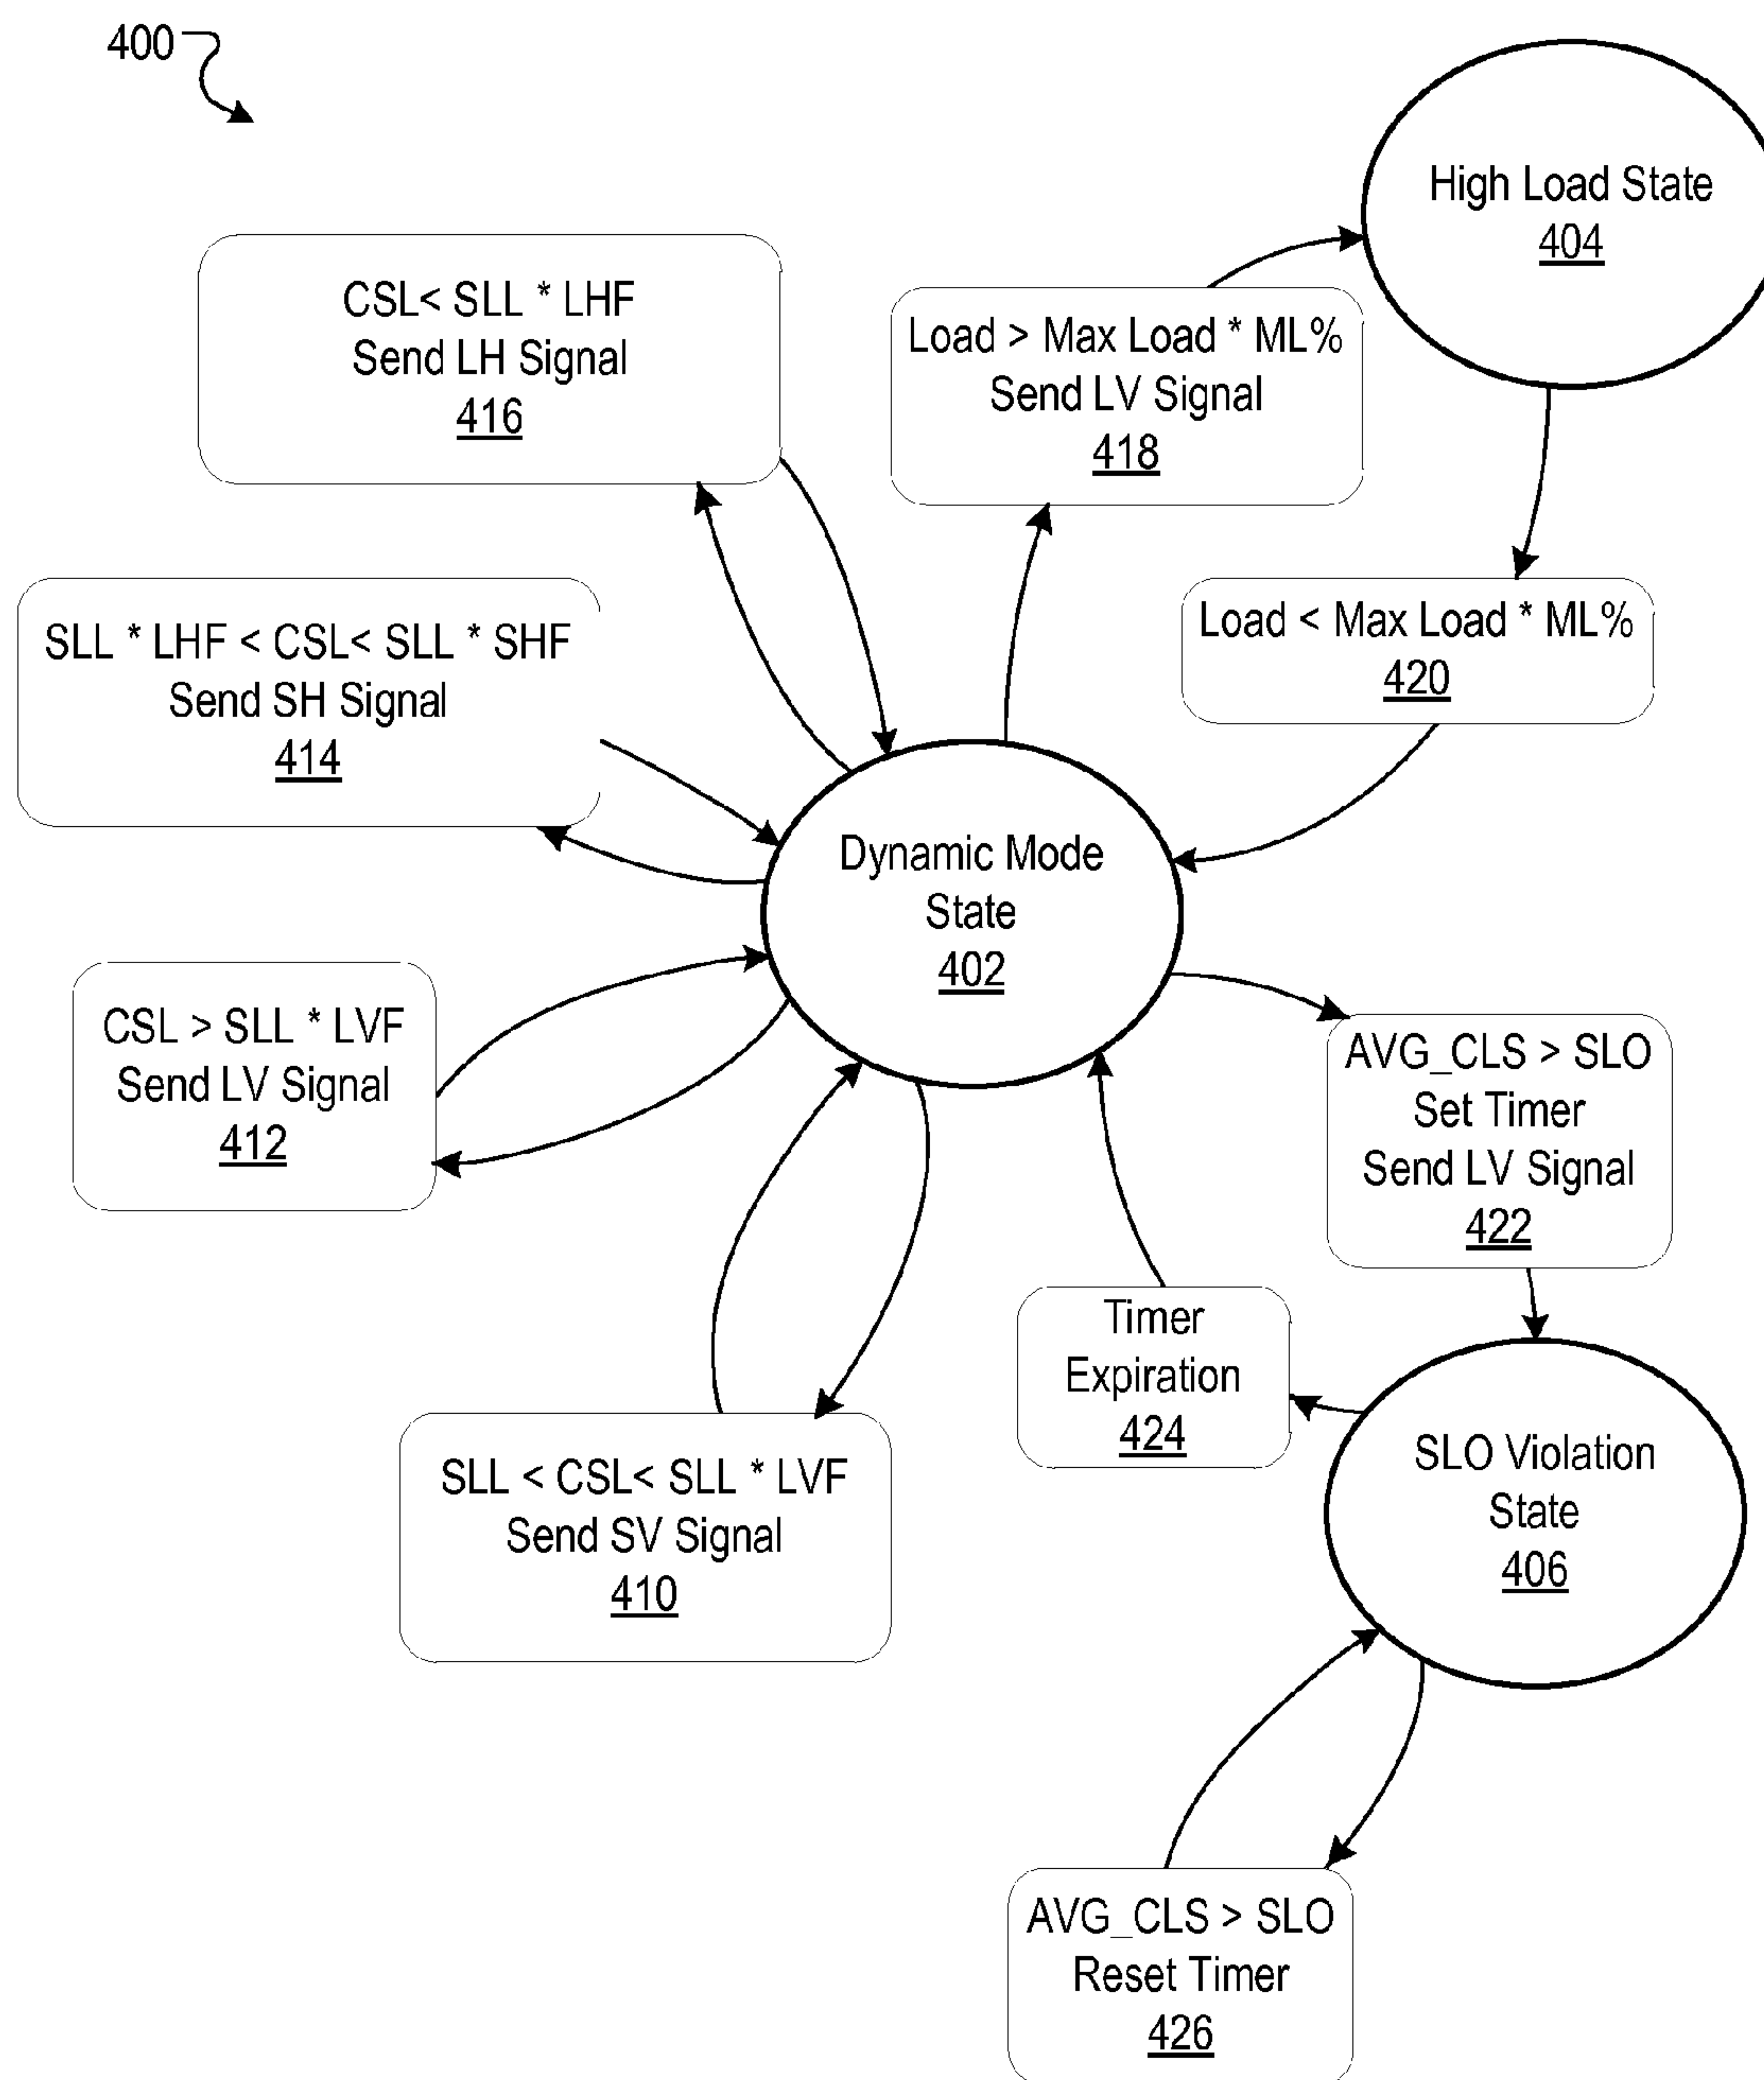 400
High Load State
404
CSL< SLL * LHF
Send LH Signal
416
Load > Max Load * ML%
Send LV Signal
418
SLL * LHF < CSL< SLL * SHF
Send SH Signal
414
Load < Max Load * ML%
420
Dynamic Mode
State
402
CSL > SLL * LVF
Send LV Signal
412
AVG_CLS > SLO
Set Timer
Send LV Signal
422
Timer
Expiration
424
SLL < CSL< SLL * LVF
Send SV Signal
410
SLO Violation
State
406
AVG_CLS > SLO
Reset Timer
426